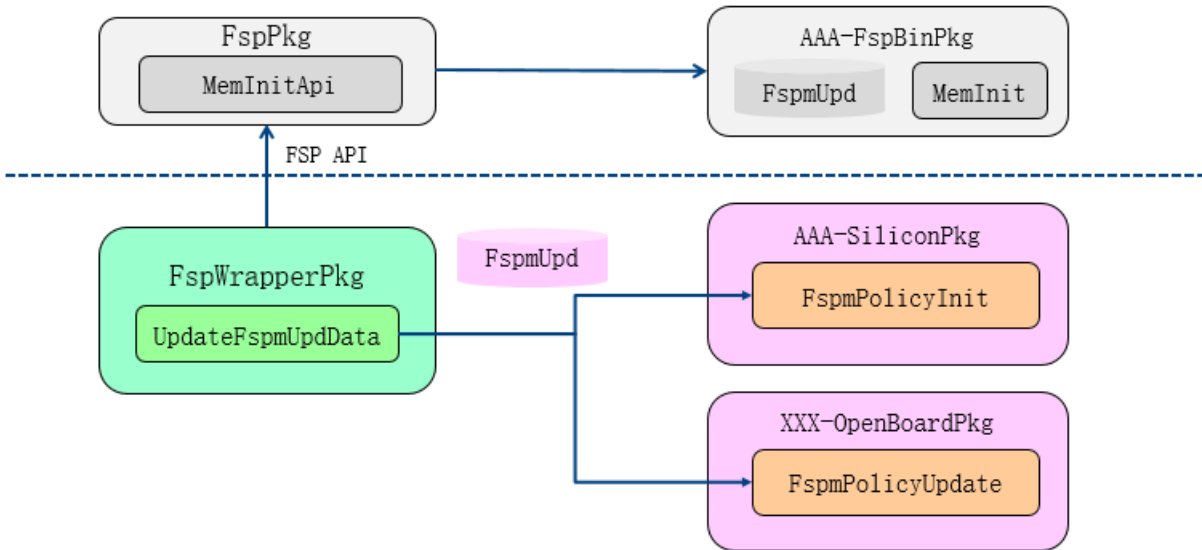 FspPkg
MemInitApi
AAA-FspBinPkg
FspmUpd
MemInit
FSP API
FspWrapperPkg
UpdateFspmUpdData
FspmUpd
AAA-SiliconPkg
FspmPolicyInit
XXX-OpenBoardPkg
FspmPolicyUpdate